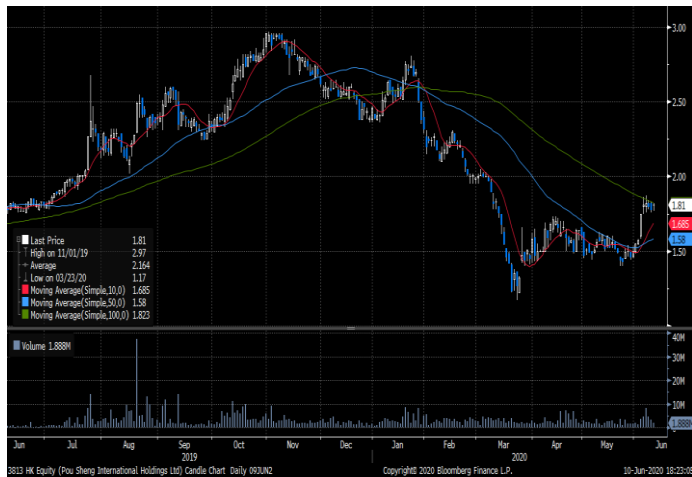 3.00
2.50
2.00
1.81
1.685
1.58
1.50
Last Price 1.81
High on 11/01/19 2.97
Average 2.164
Low on 03/23/20 1.17
Moving Average(Simple,10,0) 1.685
Moving Average(Simple,50,0) 1.58
Moving Average(Simple,100,0) 1.823
Volume 1.888M
40M
30M
20M
10M
1.888M
Jun Jul Aug Sep Oct Nov Dec Jan Feb Mar Apr May Jun
2019 2020
3813 HK Equity (Pou Sheng International Holdings Ltd) Candle Chart Daily 09JUN2 Copyright© 2020 Bloomberg Finance L.P. 10-Jun-2020 18:23:05